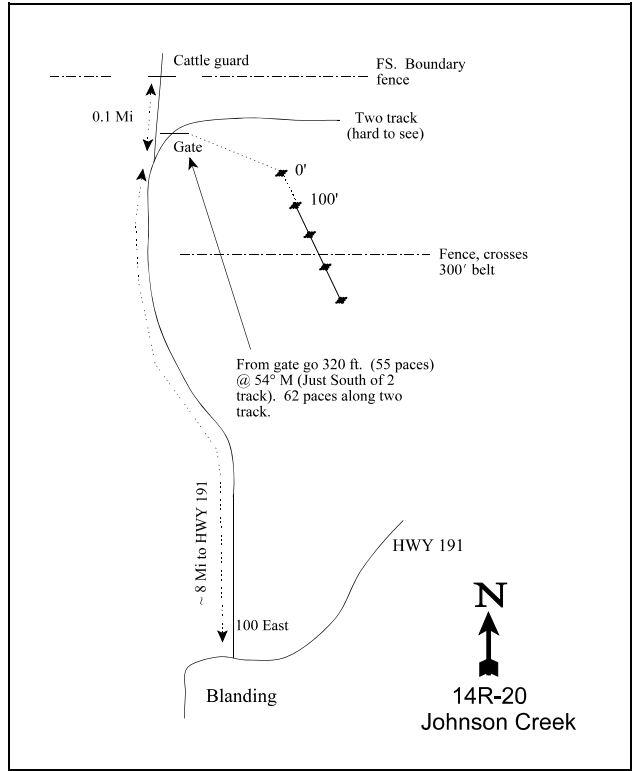 Cattle guard
FS. Boundary
fence
0.1 Mi
Two track
(hard to see)
Gate
0'
100'
Fence, crosses
300' belt
From gate go 320 ft. (55 paces)
@ 54° M (Just South of 2
track). 62 paces along two
track.
~ 8 Mi to HWY 191
HWY 191
100 East
N
Blanding
14R-20
Johnson Creek